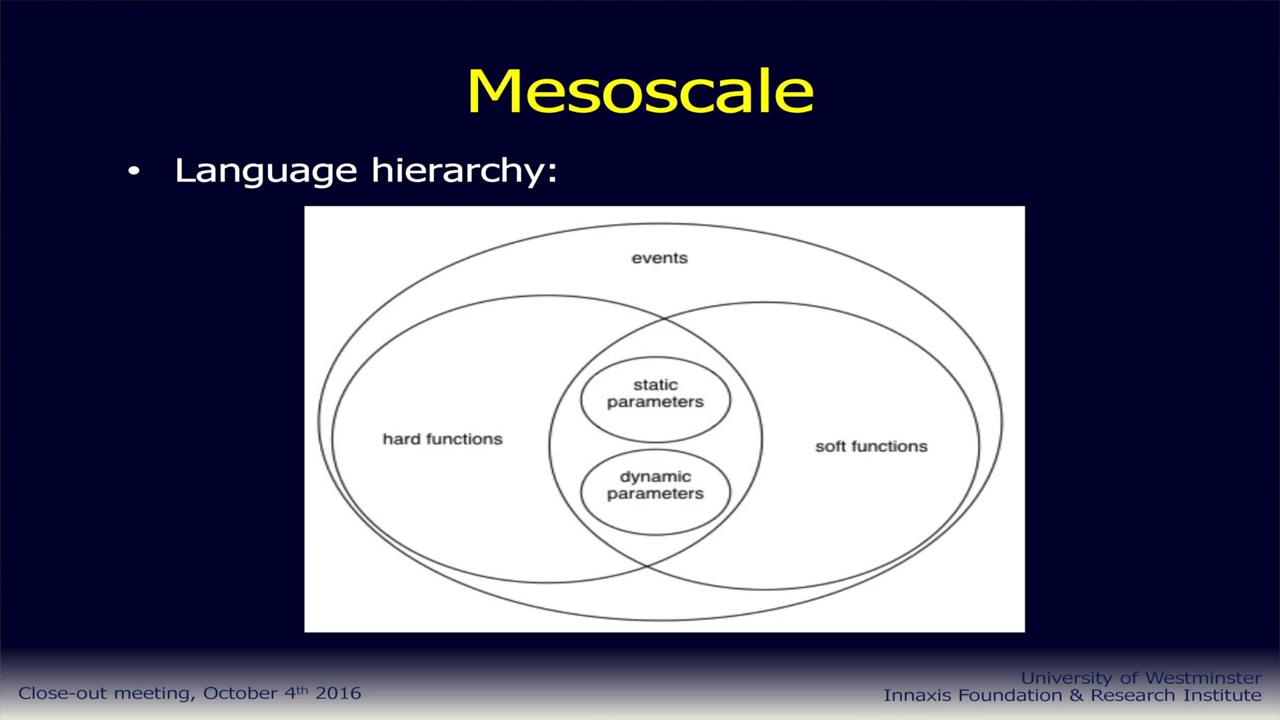 Mesoscale
• Language hierarchy:
events
static
parameters
hard functions
soft functions
dynamic
parameters
Close-out meeting, October 4th 2016
University of Westminster
Innaxis Foundation & Research Institute